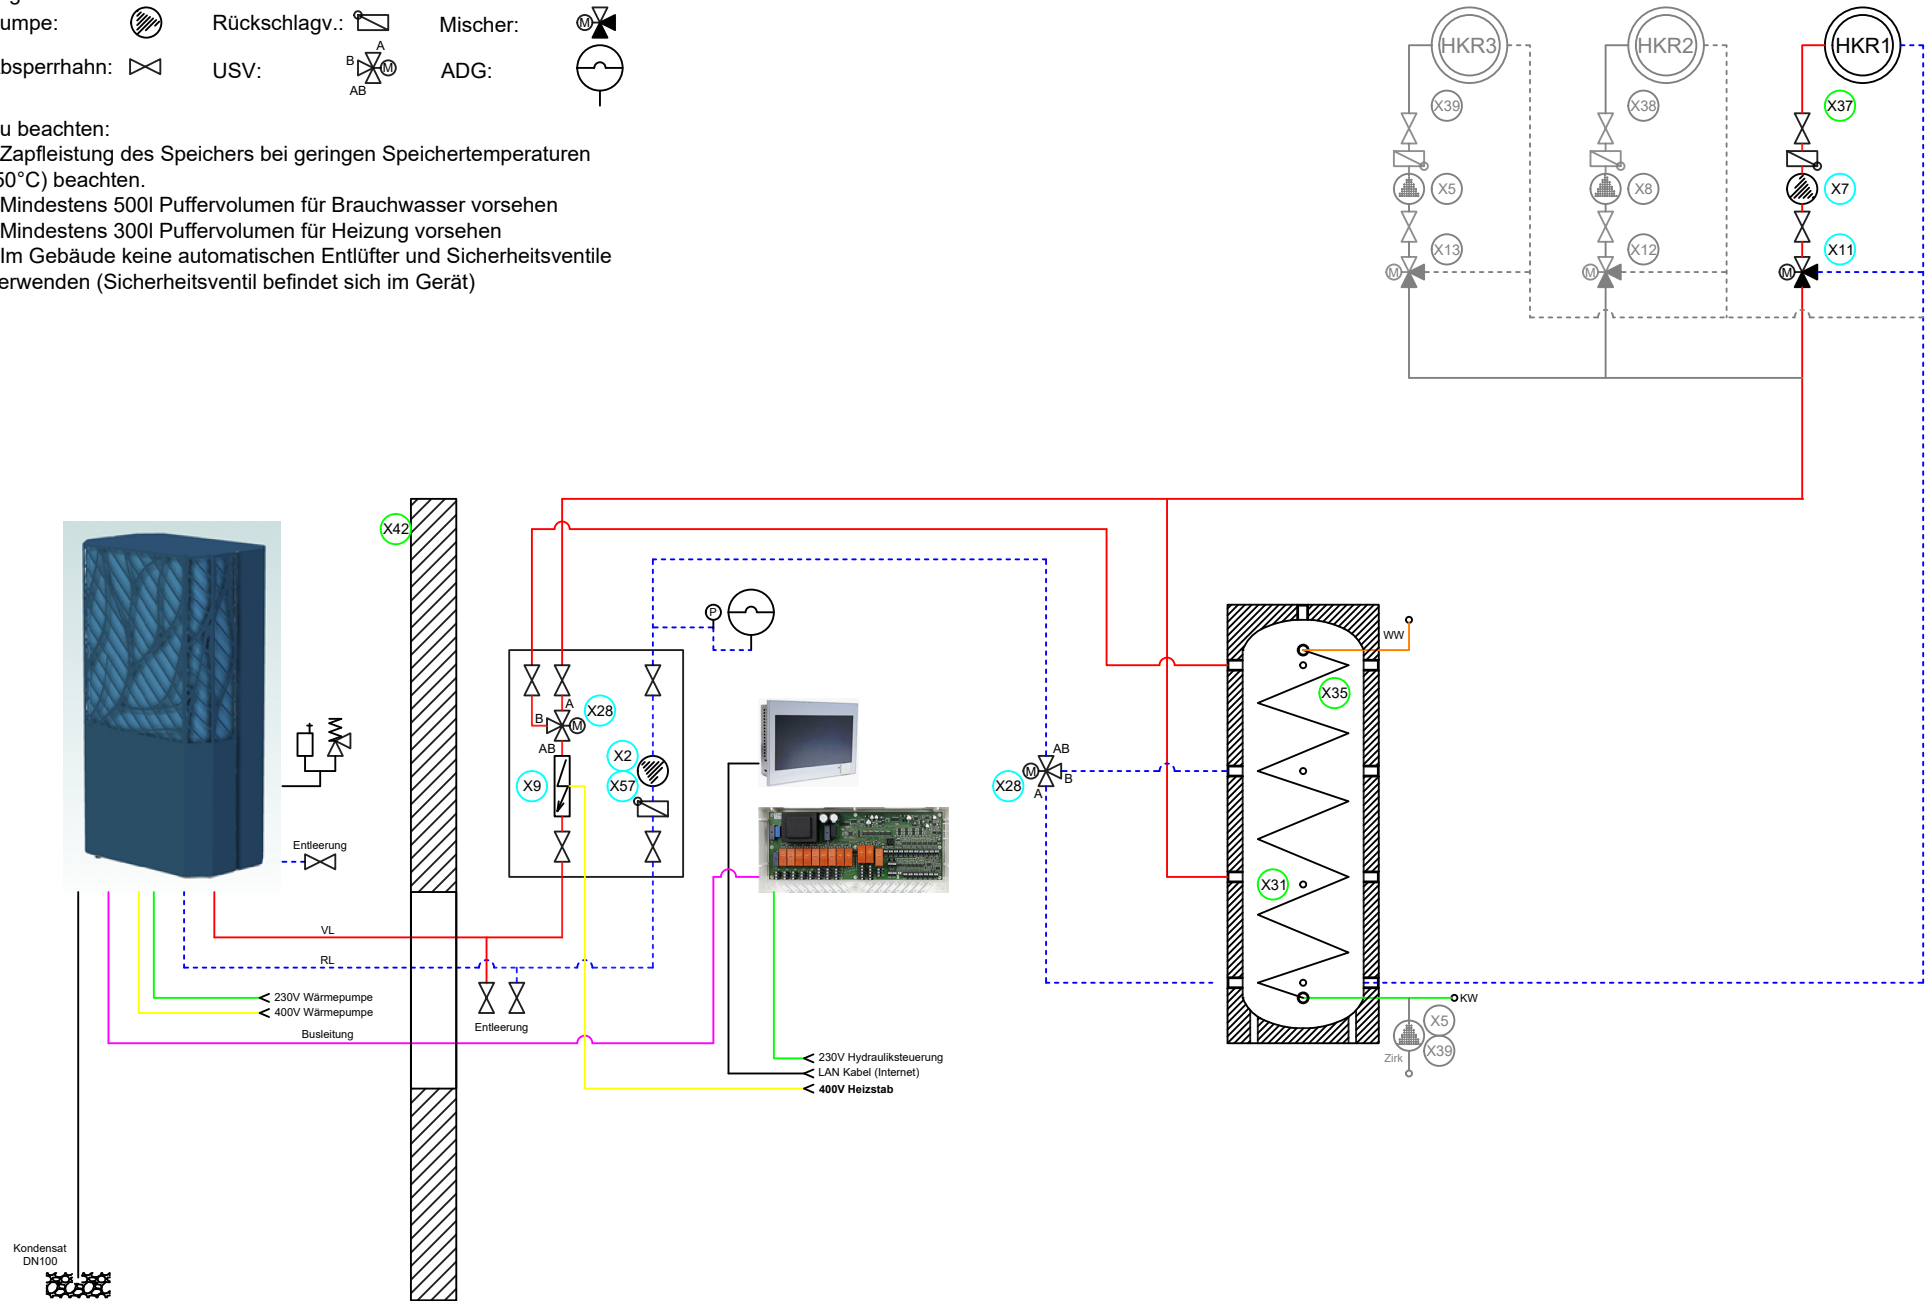 umpe:
Rückschlagv.:
Mischer:
M
bsperrhahn:
USV:
A
B
M
AB
ADG:
u beachten:
Zapfleistung des Speichers bei geringen Speichertemperaturen
50°C) beachten.
Mindestens 500l Puffervolumen für Brauchwasser vorsehen
Mindestens 300l Puffervolumen für Heizung vorsehen
Im Gebäude keine automatischen Entlüfter und Sicherheitsventile
erwenden (Sicherheitsventil befindet sich im Gerät)
HKR3
HKR2
HKR1
X39
X38
X37
X5
X8
X7
X13
X12
X11
M
M
M
X42
P
WW
X35
A
X28
B
M
AB
X2
X9
X57
AB
M
B
X28
A
Entleerung
X31
VL
RL
230V Wärmepumpe
400V Wärmepumpe
Busleitung
Entleerung
KW
X5
X39
Zirk
230V Hydrauliksteuerung
LAN Kabel (Internet)
400V Heizstab
Kondensat
DN100